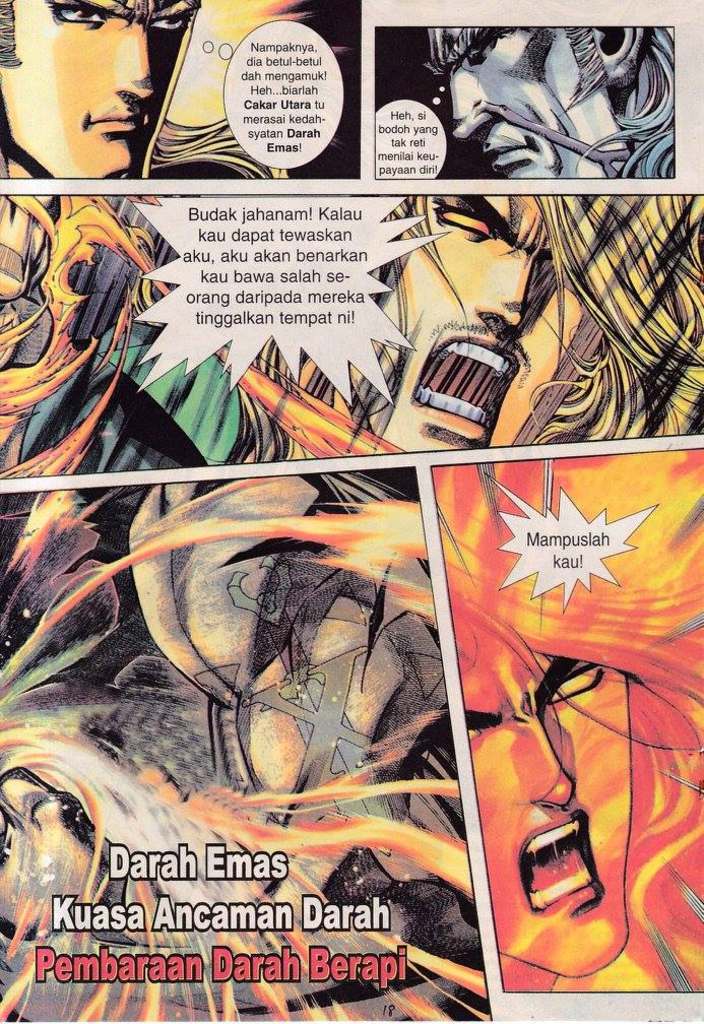 Nampaknya,
dia betul-betul
dah mengamuk!
Heh...biarlah
Cakar Utara tu
merasai kedah-
syatan Darah
Emas!
Heh, si
bodoh yang
tak reti
menilai keu-
payaan diri!
Budak jahanam! Kalau
kau dapat tewaskan
aku, aku akan benarkan
kau bawa salah se-
orang daripada mereka
tinggalkan tempat ni!
Mampuslah
kau!
Darah Emas
Kuasa Ancaman Darah
Pembaraan Darah Berapi
18